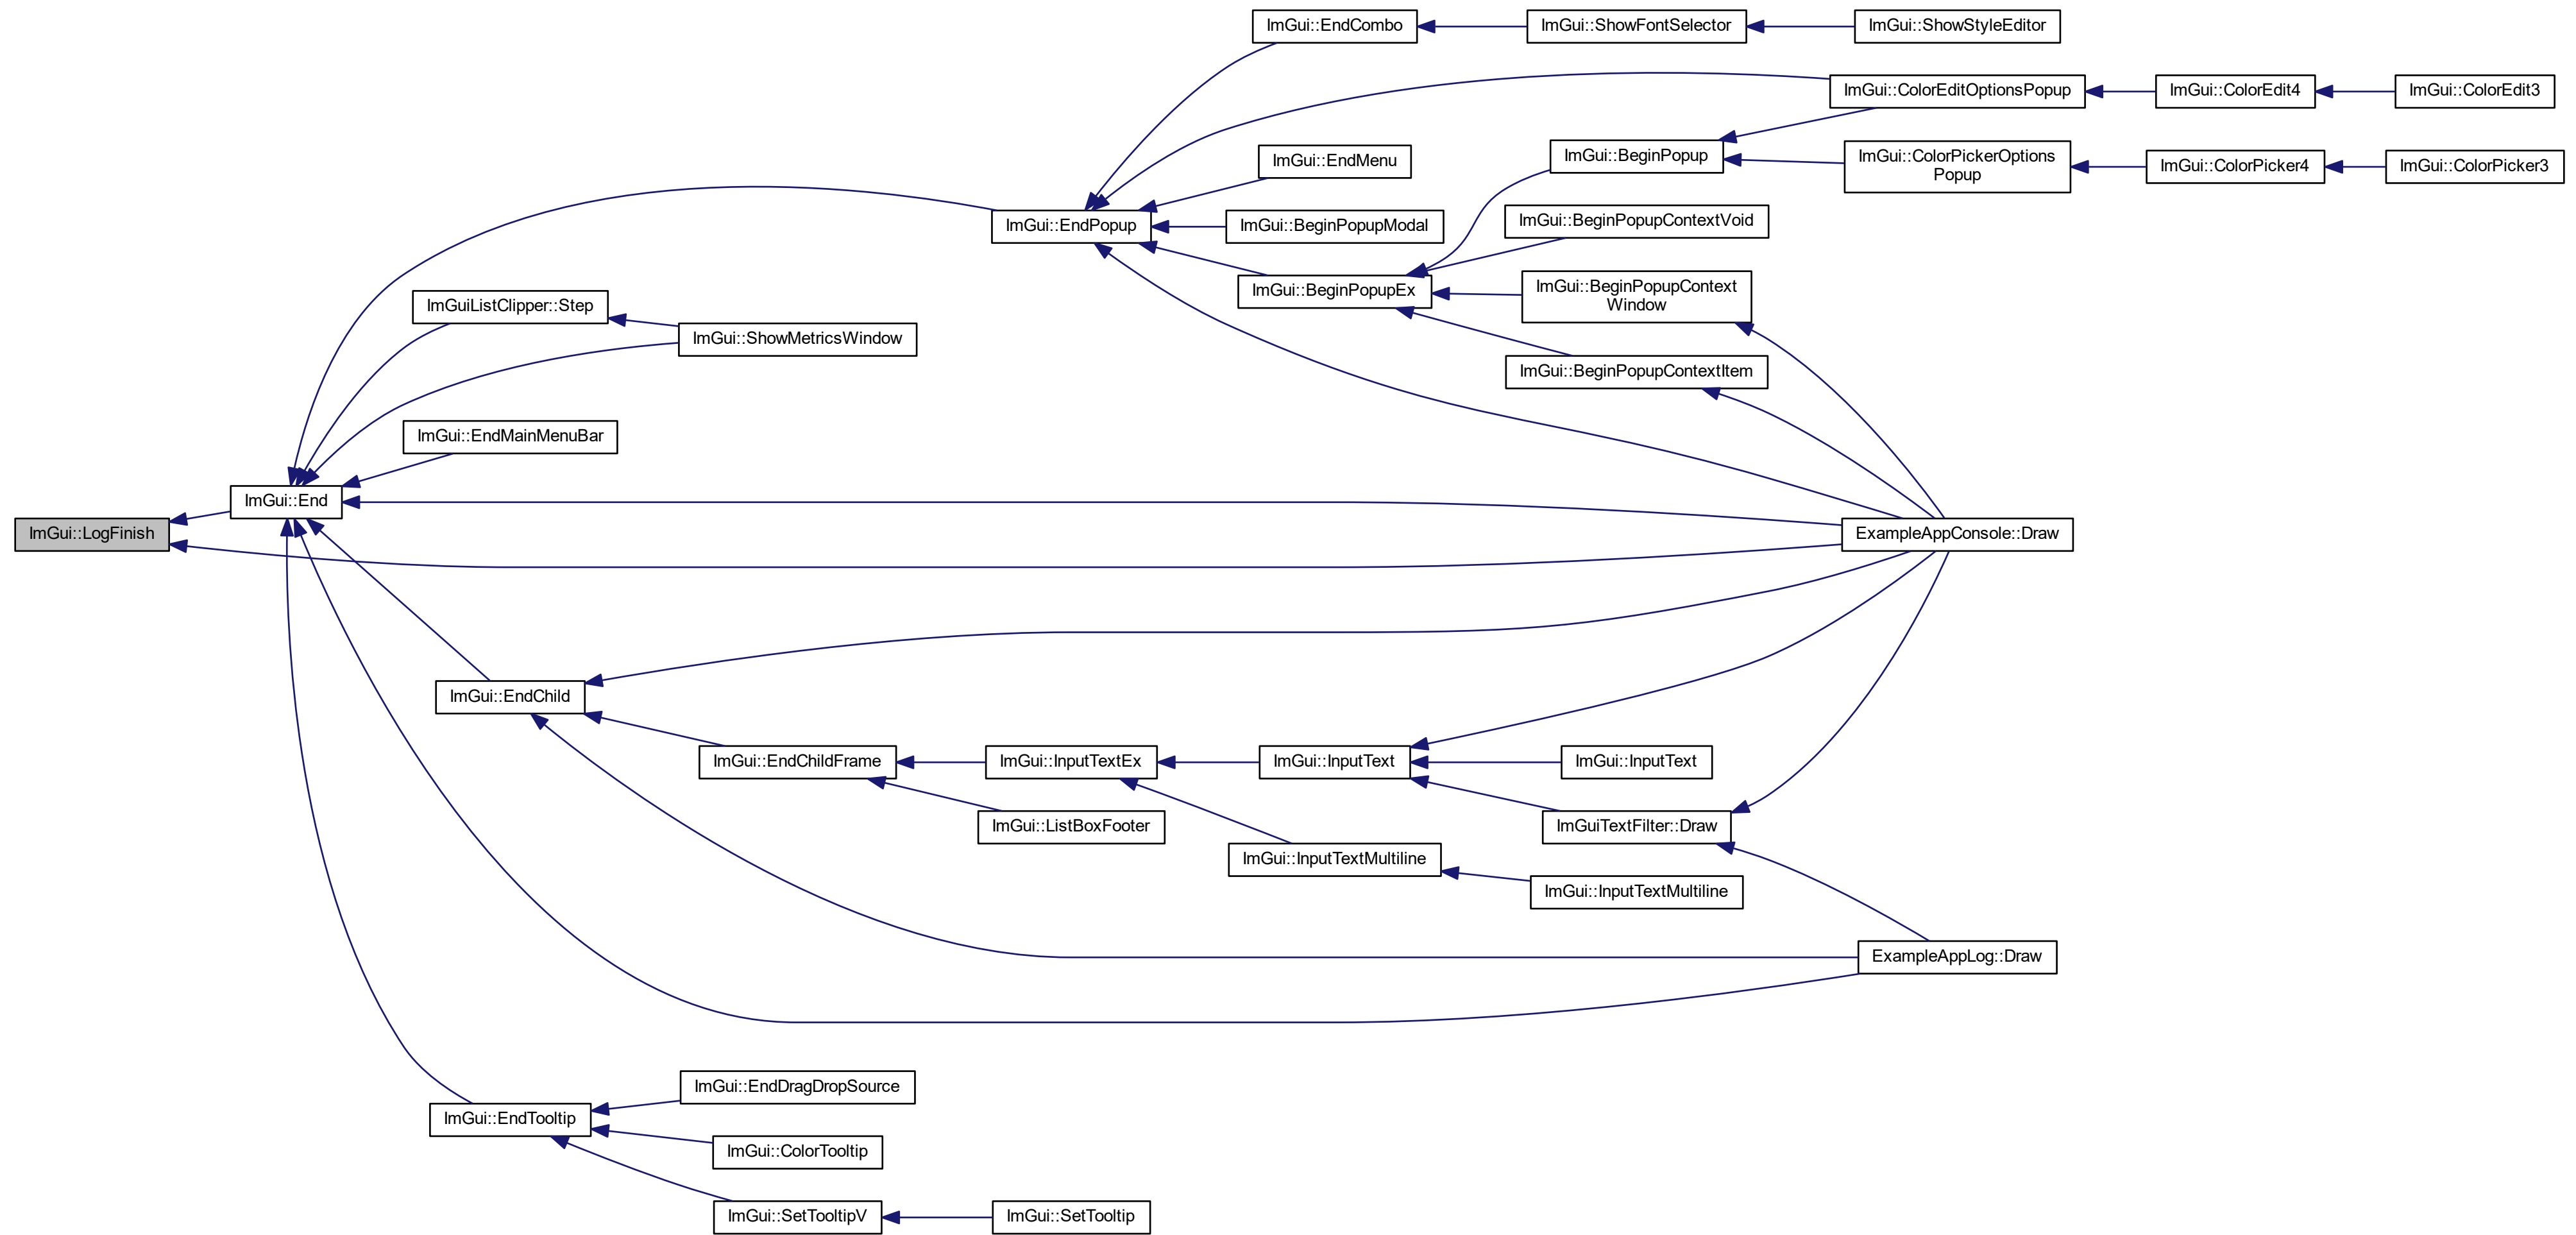 ImGui::EndCombo
ImGui::ShowFontSelector
ImGui::ShowStyleEditor
ImGui::ColorEditOptionsPopup
ImGui::ColorEdit4
ImGui::ColorEdit3
ImGui::EndMenu
ImGui::BeginPopup
ImGui::ColorPickerOptions
Popup
ImGui::ColorPicker4
ImGui::ColorPicker3
ImGui::EndPopup
ImGui::BeginPopupModal
ImGui::BeginPopupContextVoid
ImGui::BeginPopupEx
ImGui::BeginPopupContext
Window
ImGuiListClipper::Step
ImGui::ShowMetricsWindow
ImGui::BeginPopupContextItem
ImGui::EndMainMenuBar
ImGui::End
ImGui::LogFinish
ExampleAppConsole::Draw
ImGui::EndChild
ImGui::EndChildFrame
ImGui::InputTextEx
ImGui::InputText
ImGui::InputText
ImGui::ListBoxFooter
ImGuiTextFilter::Draw
ImGui::InputTextMultiline
ImGui::InputTextMultiline
ExampleAppLog::Draw
ImGui::EndDragDropSource
ImGui::EndTooltip
ImGui::ColorTooltip
ImGui::SetTooltipV
ImGui::SetTooltip